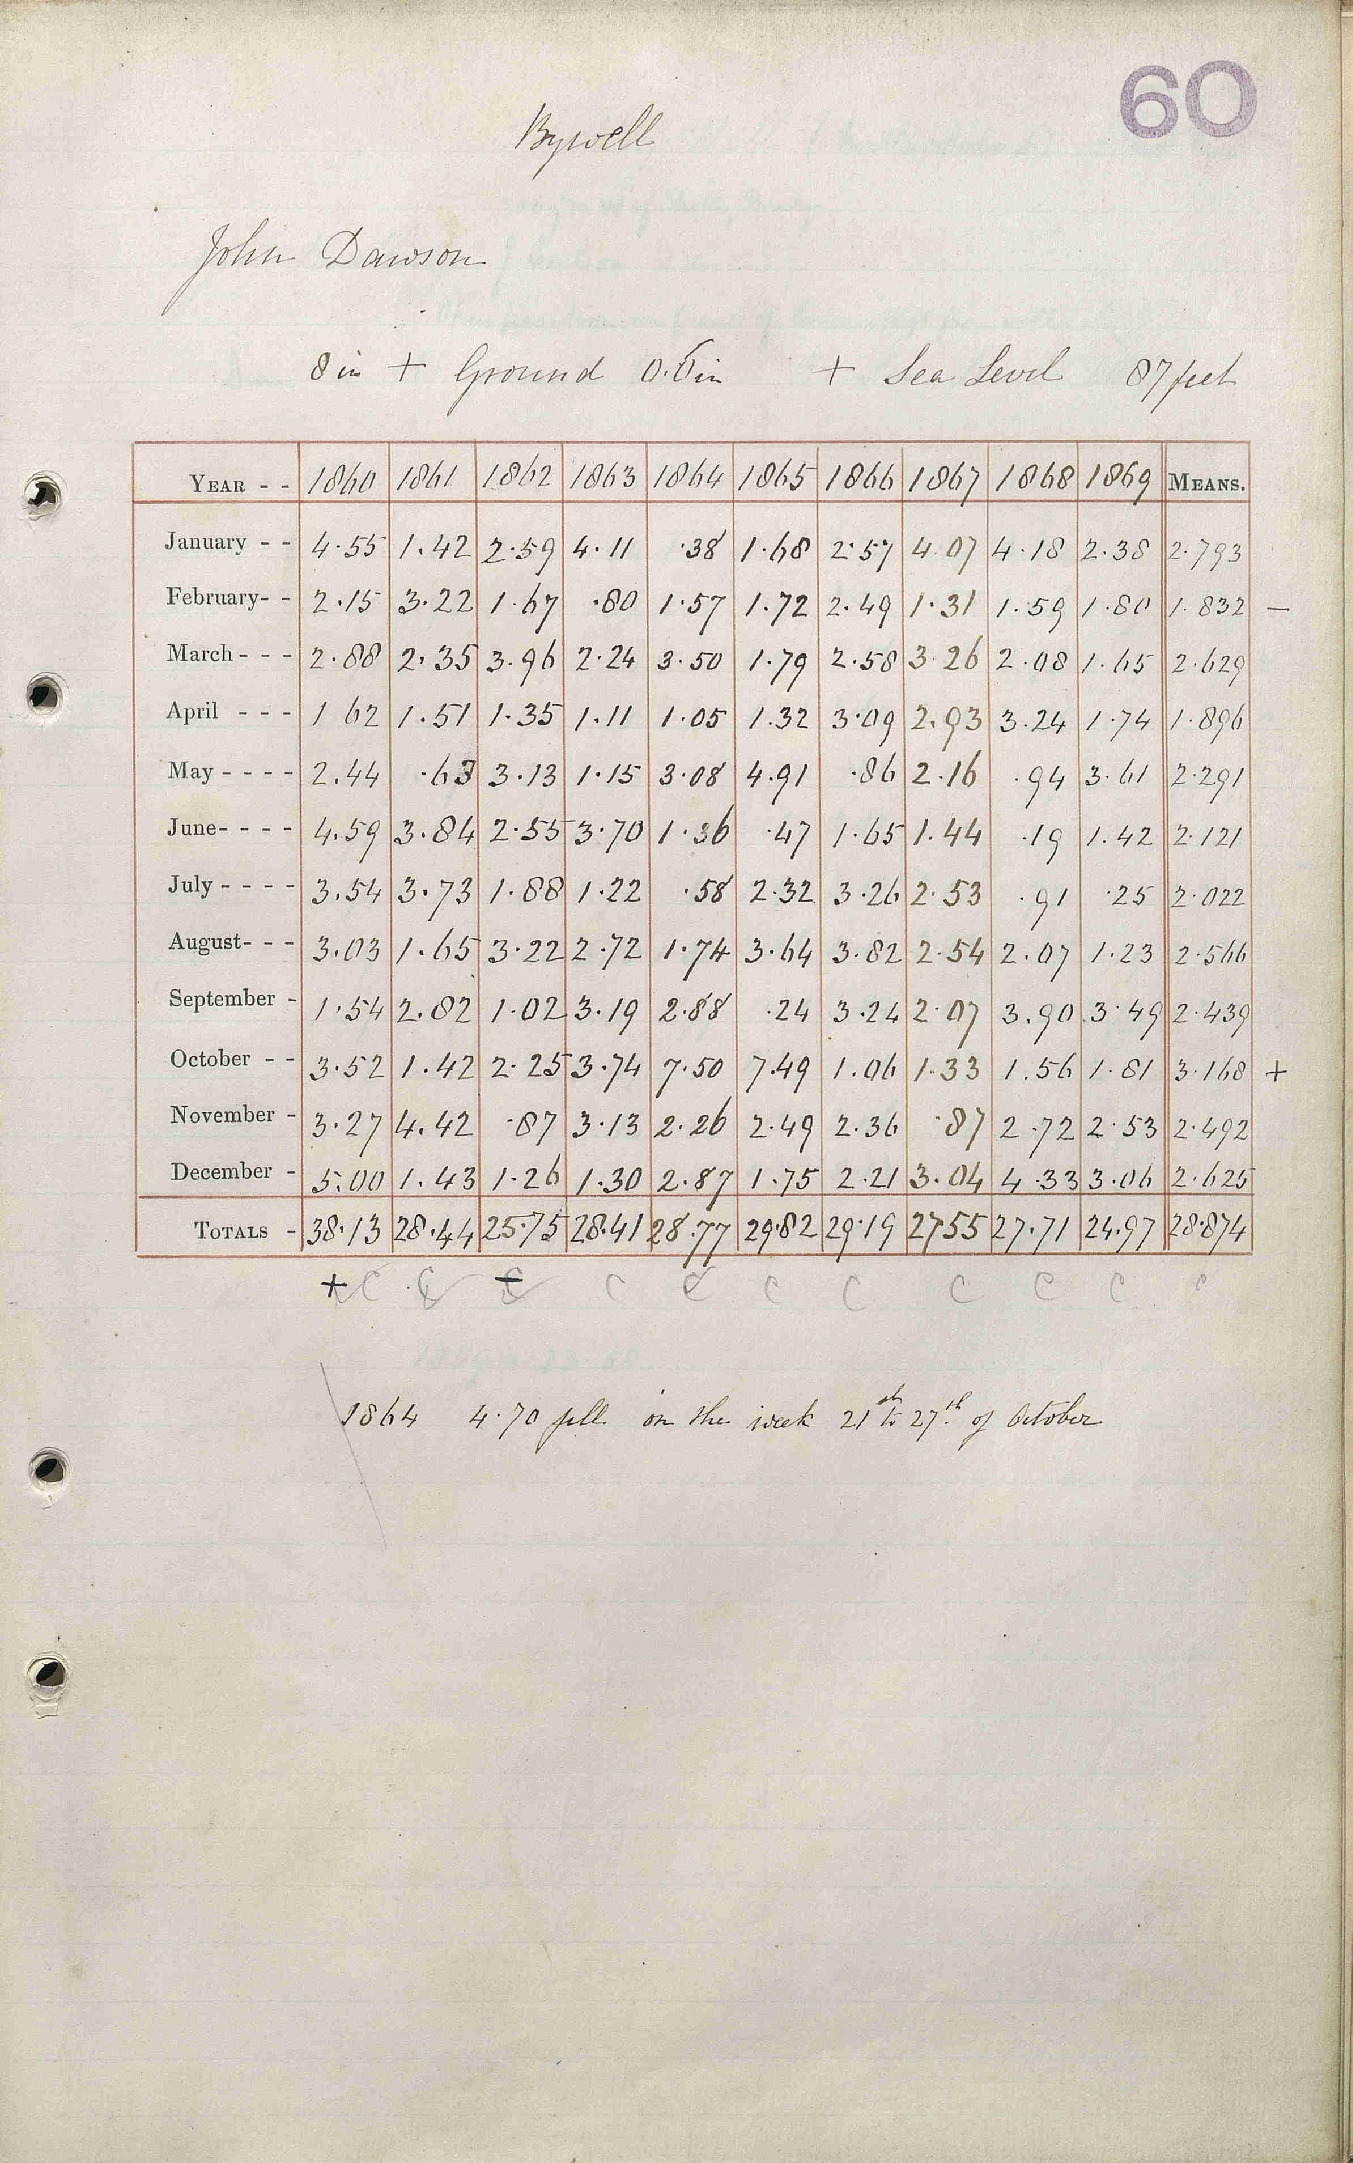 60
Bywell
John Dawson
8 in + Ground 0.6 in + Sea Level 87 feet
YEAR - - 1860 1861 1862 1863 1864 1865 1866 1867 1868 1869 MEANS.
January - - 4.55 1.42 2.59 4.11 .38 1.68 2.57 4.07 4.18 2.38 2.793
February- - 2.15 3.22 1.67 .80 1.57 1.72 2.49 1.31 1.59 1.80 1.832 —
March - - - 2.88 2.35 3.96 2.24 3.50 1.79 2.58 3.26 2.08 1.65 2.629
April - - - 1 62 1.51 1.35 1.11 1.05 1.32 3.09 2.93 3.24 1.74 1.896
May - - - - 2.44 .63 3.13 1.15 3.08 4.91 .86 2.16 .94 3.61 2.291
June- - - - 4.59 3.84 2.55 3.70 1.36 .47 1.65 1.44 .19 1.42 2.121
July - - - - 3.54 3.73 1.88 1.22 .58 2.32 3.26 2.53 .91 .25 2.022
August- - - 3.03 1.65 3.22 2.72 1.74 3.64 3.82 2.54 2.07 1.23 2.566
September - 1.54 2.82 1.02 3.19 2.88 .24 3.24 2.07 3.90 3.49 2.439
October - - 3.52 1.42 2.25 3.74 7.50 7.49 1.06 1.33 1.56 1.81 3.168 +
November - 3.27 4.42 .87 3.13 2.26 2.49 2.36 .87 2.72 2.53 2.492
December - 5.00 1.43 1.26 1.30 2.87 1.75 2.21 3.04 4.33 3.06 2.625
TOTALS - 38.13 28.44 25.75 28.41 28.77 29.82 29.19 2755 27.71 24.97 28.874
+ C C C C C C C C C C C
1864 4.70 fell in the week 21st to 27th of October